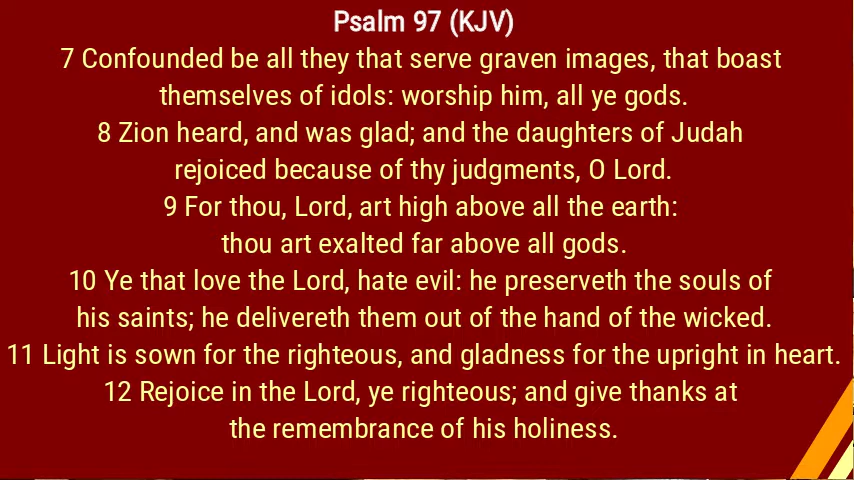 Psalm 97 (KJV)
7 Confounded be all they that serve graven images, that boast
themselves of idols: worship him, all ye gods.
8 Zion heard, and was glad; and the daughters of Judah
rejoiced because of thy judgments, O Lord.
9 For thou, Lord, art high above all the earth:
thou art exalted far above all gods.
10 Ye that love the Lord, hate evil: he preserveth the souls of
his saints; he delivereth them out of the hand of the wicked.
11 Light is sown for the righteous, and gladness for the upright in heart.
12 Rejoice in the Lord, ye righteous; and give thanks at
the remembrance of his holiness.